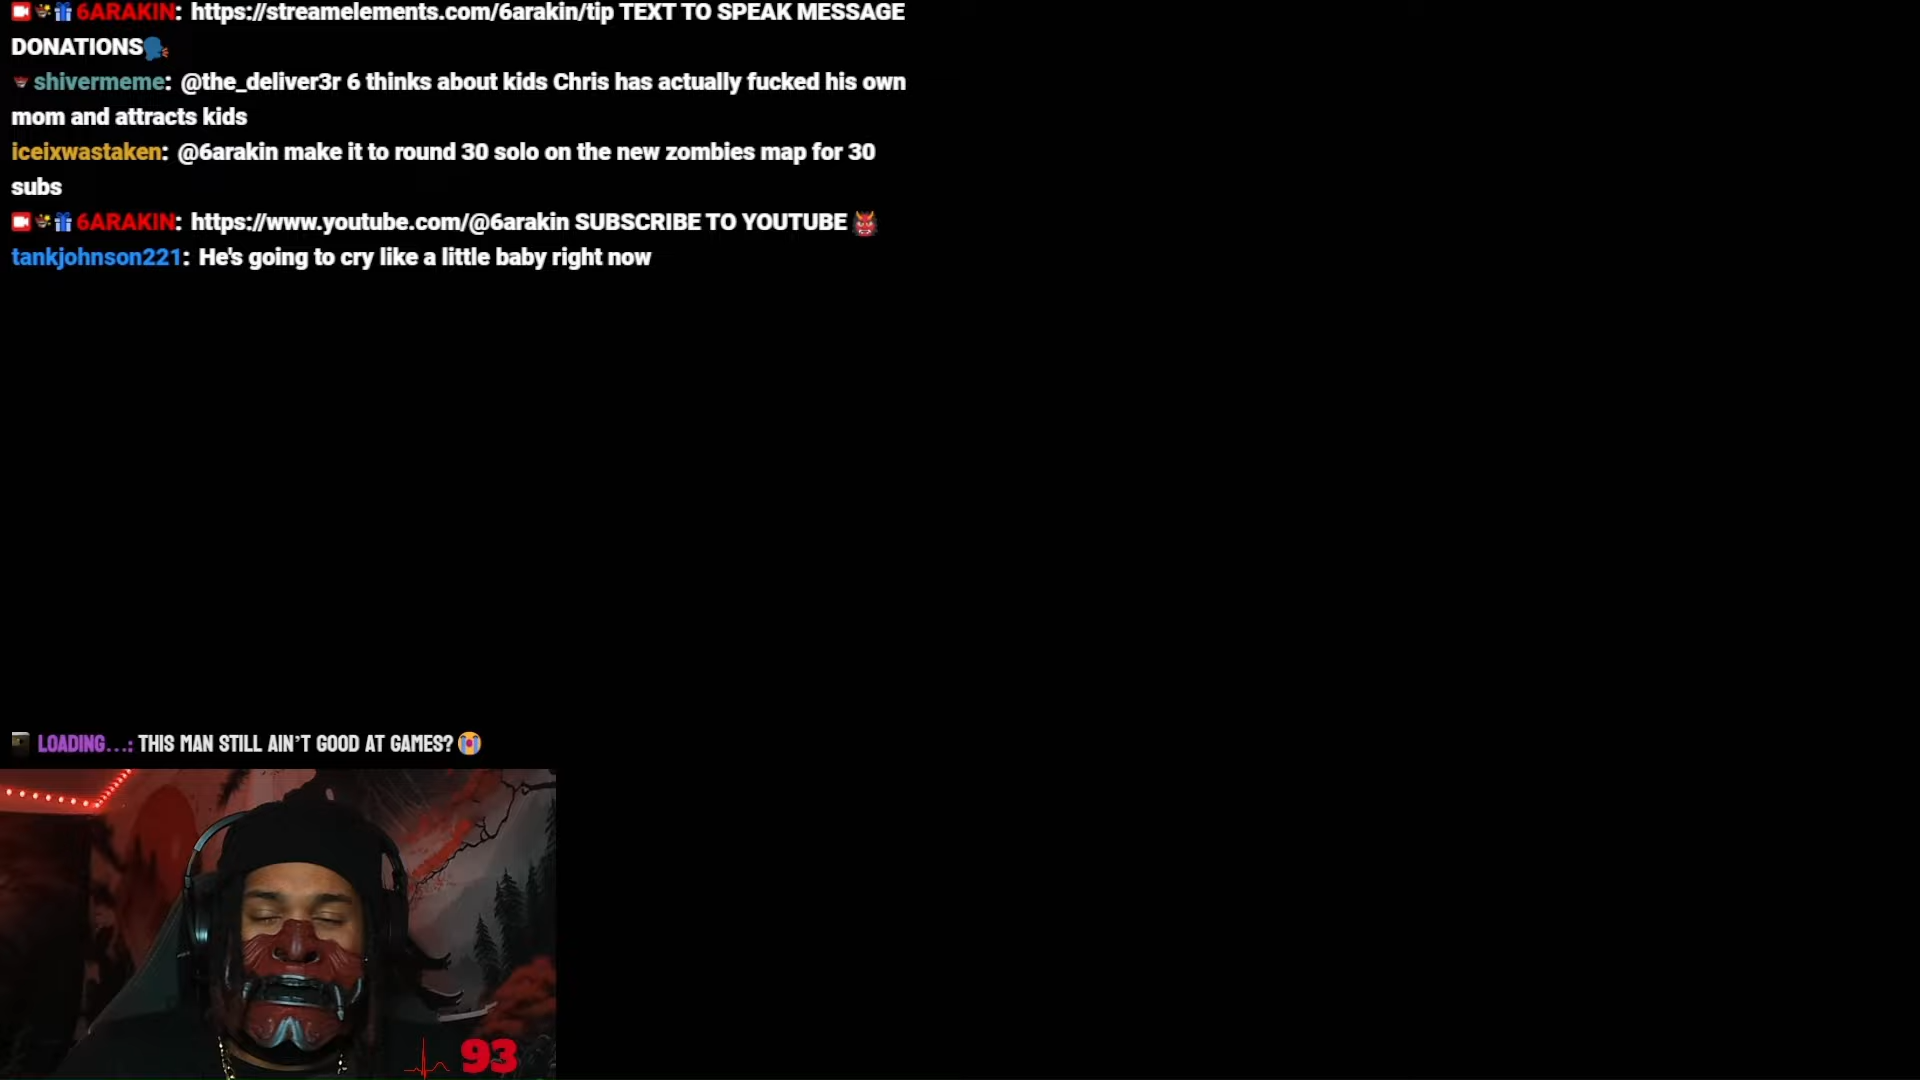 6ARAKIN: https://streamelements.com/6arakin/tip TEXT TO SPEAK MESSAGE
DONATIONS🗣️
shivermeme: @the_deliver3r 6 thinks about kids Chris has actually fucked his own
mom and attracts kids
iceixwastaken: @6arakin make it to round 30 solo on the new zombies map for 30
subs
6ARAKIN: https://www.youtube.com/@6arakin SUBSCRIBE TO YOUTUBE 👹
tankjohnson221: He's going to cry like a little baby right now
LOADING...: THIS MAN STILL AIN’T GOOD AT GAMES? 😭
93